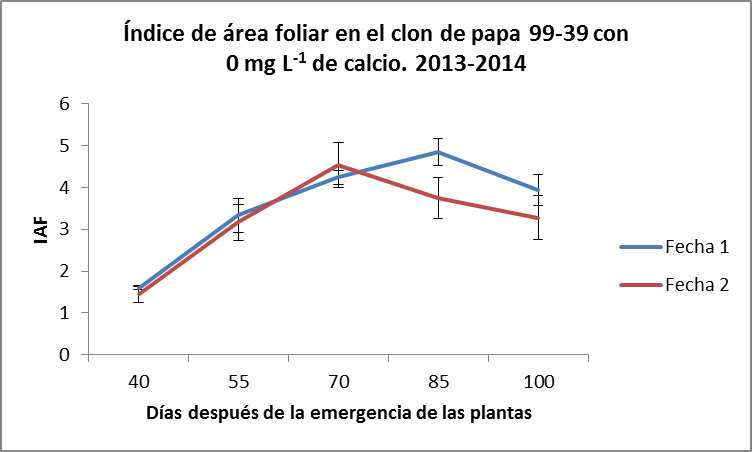 Índice de área foliar en el clon de papa 99-39 con
0 mg L-1 de calcio. 2013-2014
6
5
4
3
2
1
0
IAF
40 55 70 85 100
Días después de la emergencia de las plantas
Fecha 1
Fecha 2